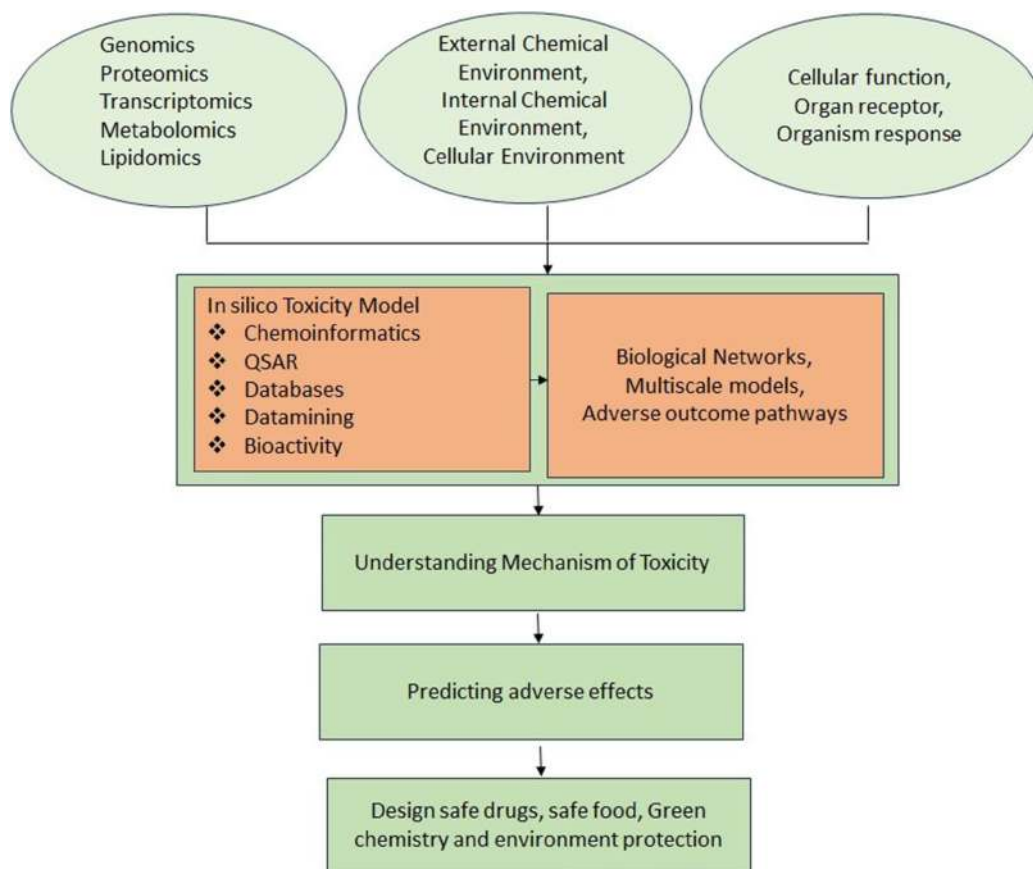 Genomics
Proteomics
Transcriptomics
Metabolomics
Lipidomics
External Chemical
Environment,
Internal Chemical
Environment,
Cellular Environment
Cellular function,
Organ receptor,
Organism response
In silico Toxicity Model
❖ Chemoinformatics
❖ QSAR
❖ Databases
❖ Datamining
❖ Bioactivity
Biological Networks,
Multiscale models,
Adverse outcome pathways
Understanding Mechanism of Toxicity
Predicting adverse effects
Design safe drugs, safe food, Green
chemistry and environment protection